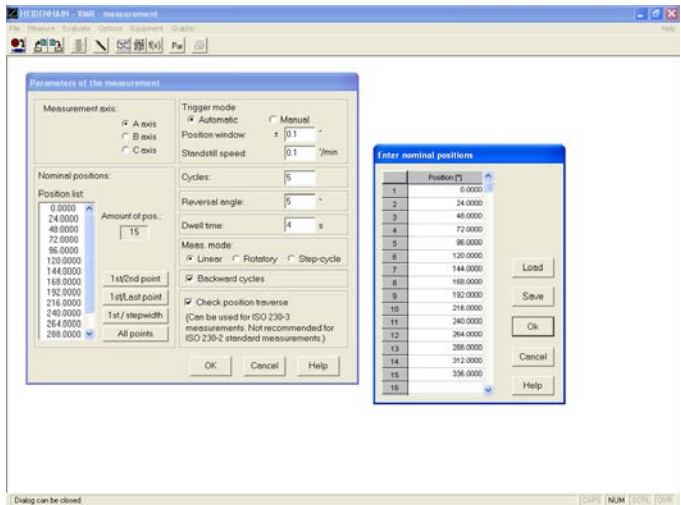 HEIDENHAIN - VMR - measurement
File Measure Evaluate Options Equipment Graphic Help
f(x) Par
Parameters of the measurement
Measurement axis:
A axis
B axis
C axis
Nominal positions:
Position list:
0.0000
24.0000
48.0000
72.0000
96.0000
120.0000
144.0000
168.0000
192.0000
216.0000
240.0000
264.0000
288.0000
Amount of pos.:
15
1st/2nd point
1st/Last point
1st / stepwidth
All points
Trigger mode
Automatic Manual
Position window: ± 0.1 °
Standstill speed: 0.1 °/min
Cycles: 5
Reversal angle: 5 °
Dwell time: 4 s
Meas. mode:
Linear Rotatory Step-cycle
Backward cycles
Check position traverse
(Can be used for ISO 230-3
measurements. Not recommended for
ISO 230-2 standard measurements.)
OK Cancel Help
Enter nominal positions
Position [°]
1 0.0000
2 24.0000
3 48.0000
4 72.0000
5 96.0000
6 120.0000
7 144.0000
8 168.0000
9 192.0000
10 216.0000
11 240.0000
12 264.0000
13 288.0000
14 312.0000
15 336.0000
16
Load
Save
Ok
Cancel
Help
Dialog can be closed. CAPS NUM SCRL OVR